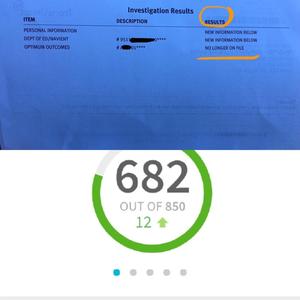 Investigation Results
ITEM DESCRIPTION RESULTS
PERSONAL INFORMATION NEW INFORMATION BELOW
DEPT OF ED/NAVIENT NEW INFORMATION BELOW
OPTIMUM OUTCOMES NO LONGER ON FILE
682
OUT OF 850
12